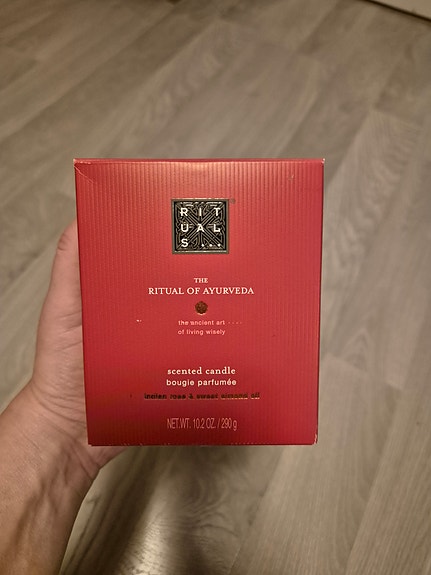 RIT
UAL
S...
THE
RITUAL OF AYURVEDA
the ancient art
of living wisely
scented candle
bougie parfumée
indian rose & sweet almond oil
NET.WT. 10.2 OZ. / 290 g